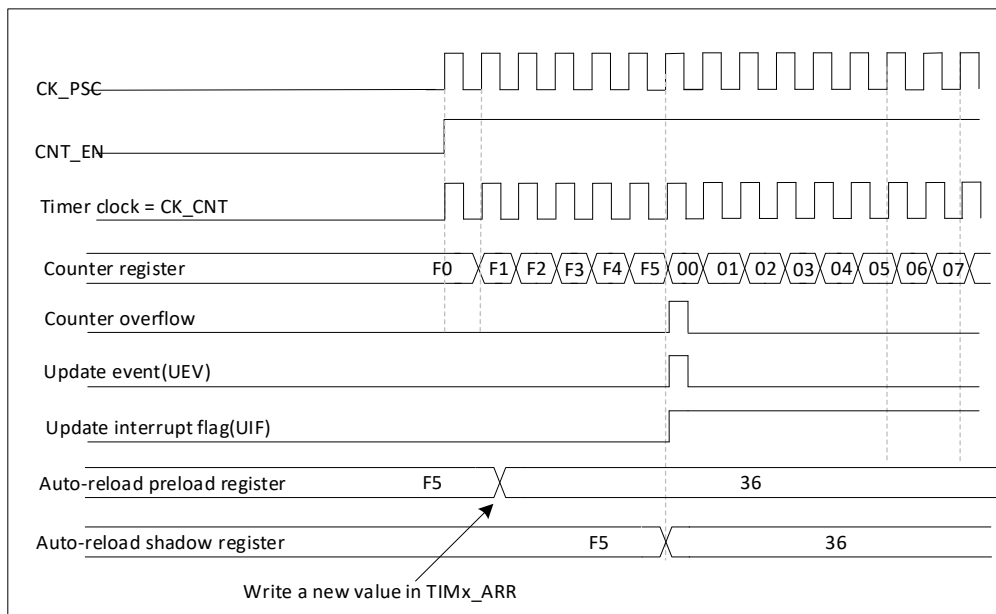 CK_PSC
CNT_EN
Timer clock = CK_CNT
Counter register F0 F1 F2 F3 F4 F5 00 01 02 03 04 05 06 07
Counter overflow
Update event(UEV)
Update interrupt flag(UIF)
Auto-reload preload register F5 36
Auto-reload shadow register F5 36
Write a new value in TIMx_ARR